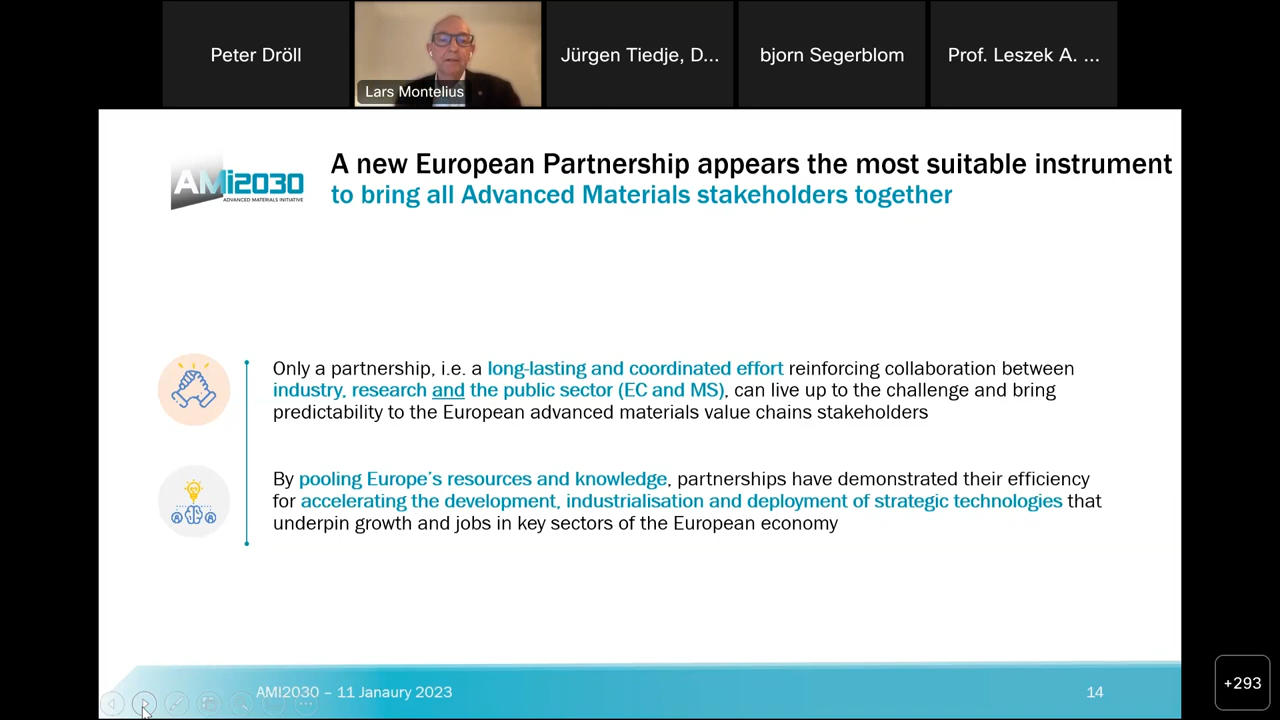 Peter Dröll
Lars Montelius
Jürgen Tiedje, D...
bjorn Segerblom
Prof. Leszek A. ...
AMi2030
ADVANCED MATERIALS INITIATIVE
A new European Partnership appears the most suitable instrument
to bring all Advanced Materials stakeholders together
Only a partnership, i.e. a long-lasting and coordinated effort reinforcing collaboration between
industry, research and the public sector (EC and MS), can live up to the challenge and bring
predictability to the European advanced materials value chains stakeholders
By pooling Europe's resources and knowledge, partnerships have demonstrated their efficiency
for accelerating the development, industrialisation and deployment of strategic technologies that
underpin growth and jobs in key sectors of the European economy
AMI2030 – 11 Janaury 2023
14
+293